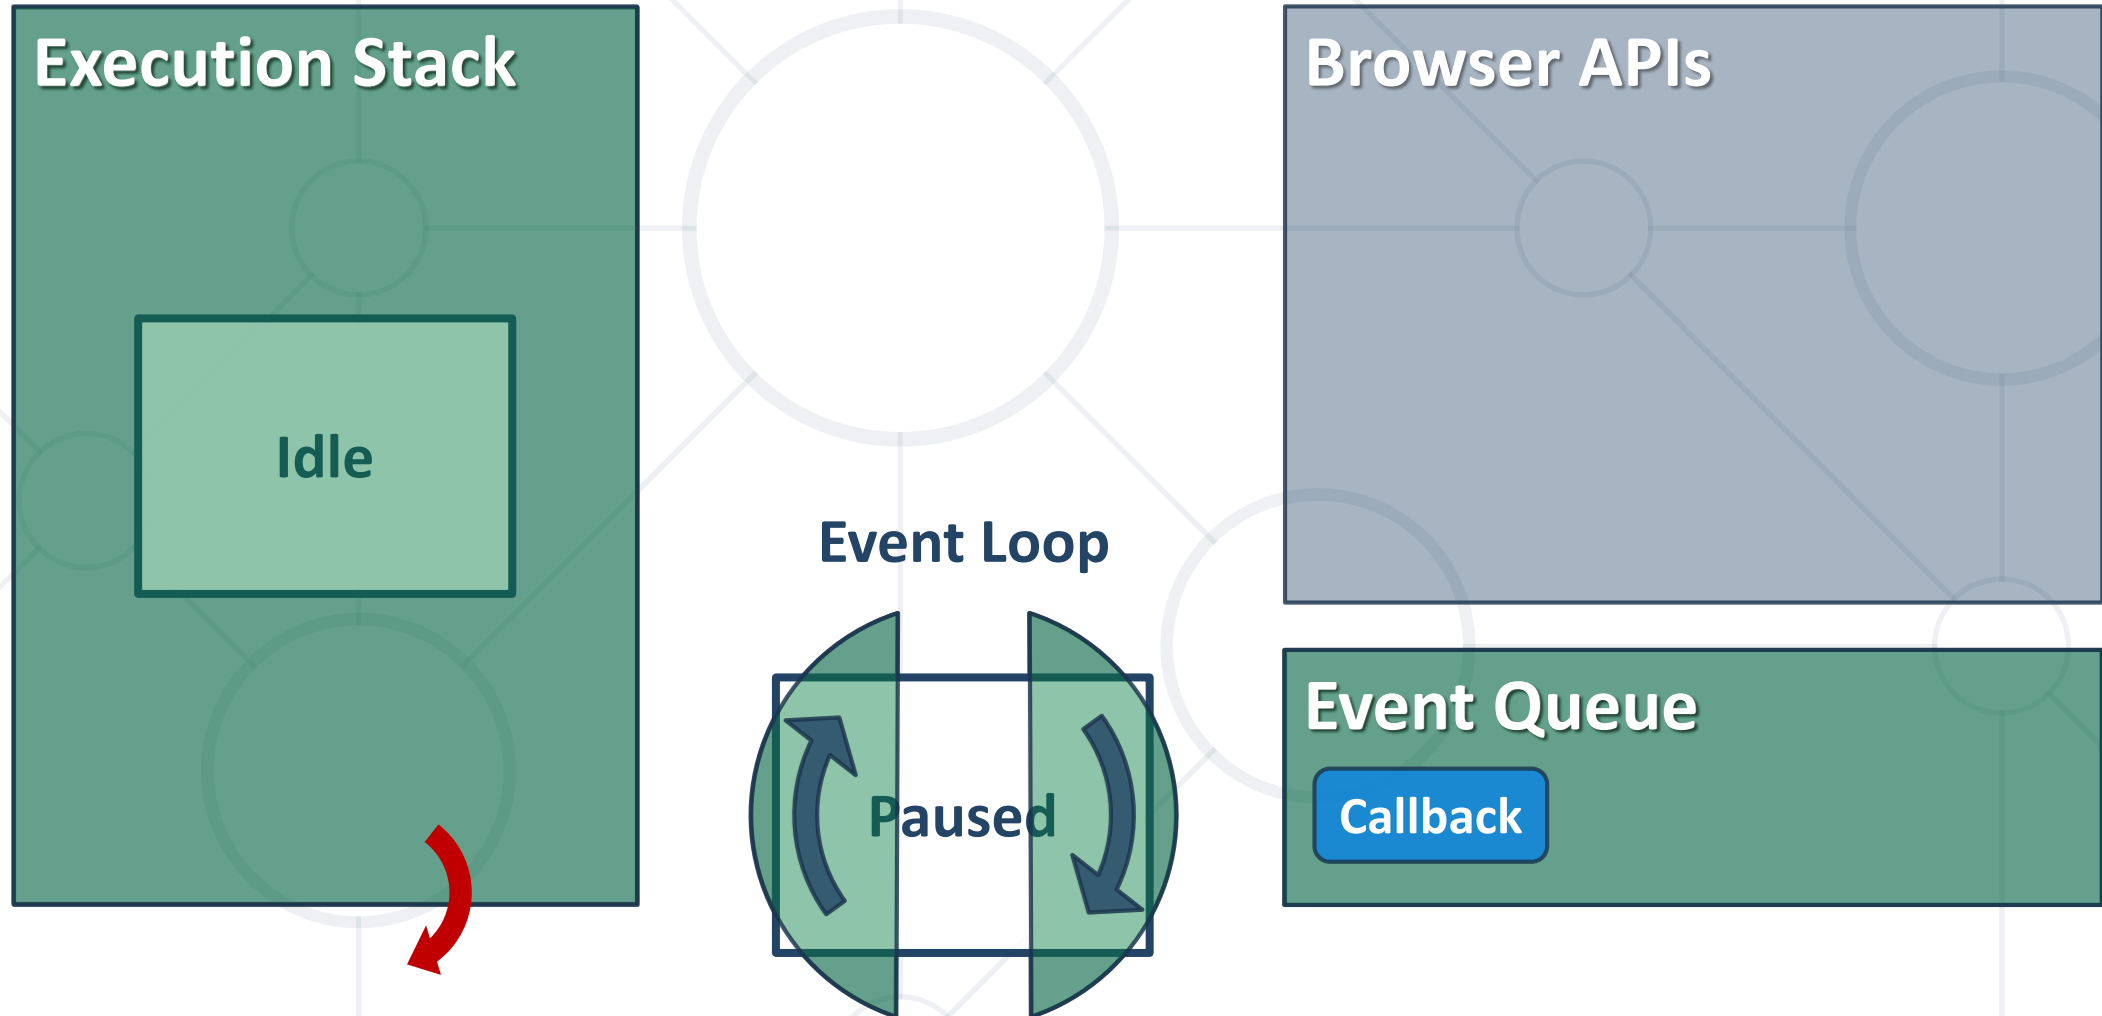 Execution Stack
Browser APIs
Idle
Event Loop
Event Queue
Paused
Callback